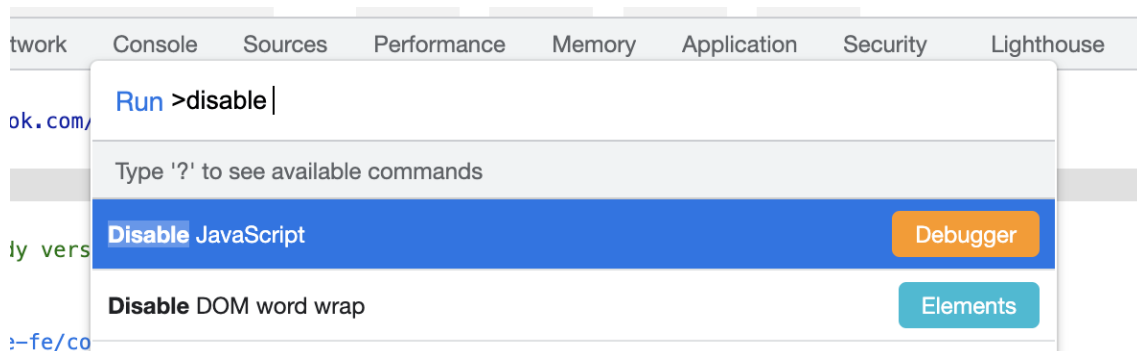 twork Console Sources Performance Memory Application Security Lighthouse
Run >disable
ok.com/
Type '?' to see available commands
Disable JavaScript Debugger
dy vers
Disable DOM word wrap Elements
e-fe/co